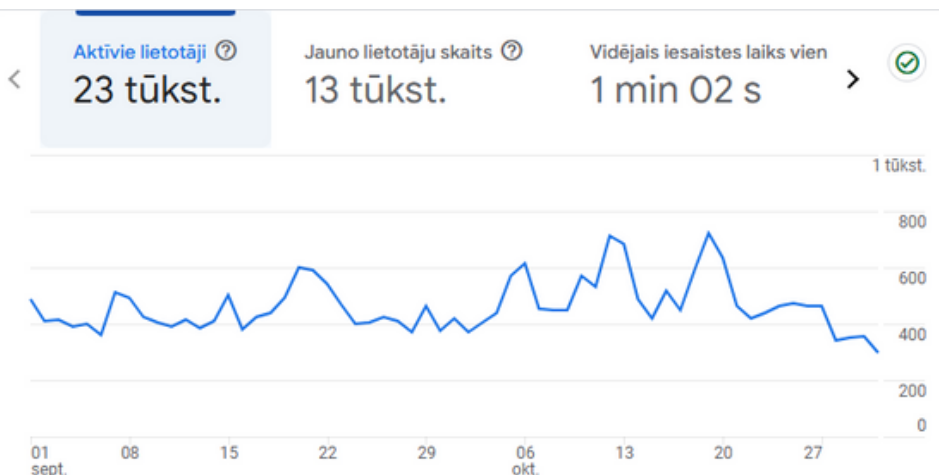 Aktīvie lietotāji
23 tūkst.
Jauno lietotāju skaits
13 tūkst.
Vidējais iesaistes laiks vien
1 min 02 s
1 tūkst.
800
600
400
200
0
01 08 15 22 29 06 13 20 27
sept. okt.